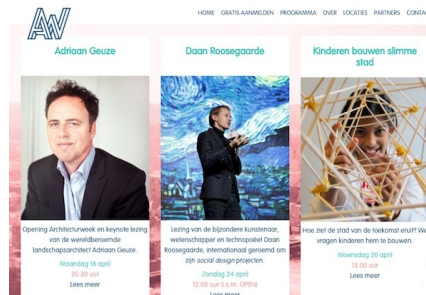 AW
HOME GRATIS AANMELDEN PROGRAMMA OVER LOCATIES PARTNERS
Adriaan Geuze
Opening Architectuurweek en keynote lezing
van de wereldberoemde
landschapsarchitect Adriaan Geuze.
Maandag 18 april
20:30 uur
Lees meer
Daan Roosegaarde
Lezing van de bijzondere kunstenaar,
wetenschapper en technopoëet Daan
Roosegaarde, internationaal geroemd om
zijn social design projecten.
Zondag 24 april
12.00 uur i.s.m. OPEN!
Lees meer
Kinderen bouwen slimme
stad
Hoe ziet de stad van de toekomst eruit? We
vragen kinderen hem te bouwen.
Woensdag 20 april
13:00 uur
Lees meer